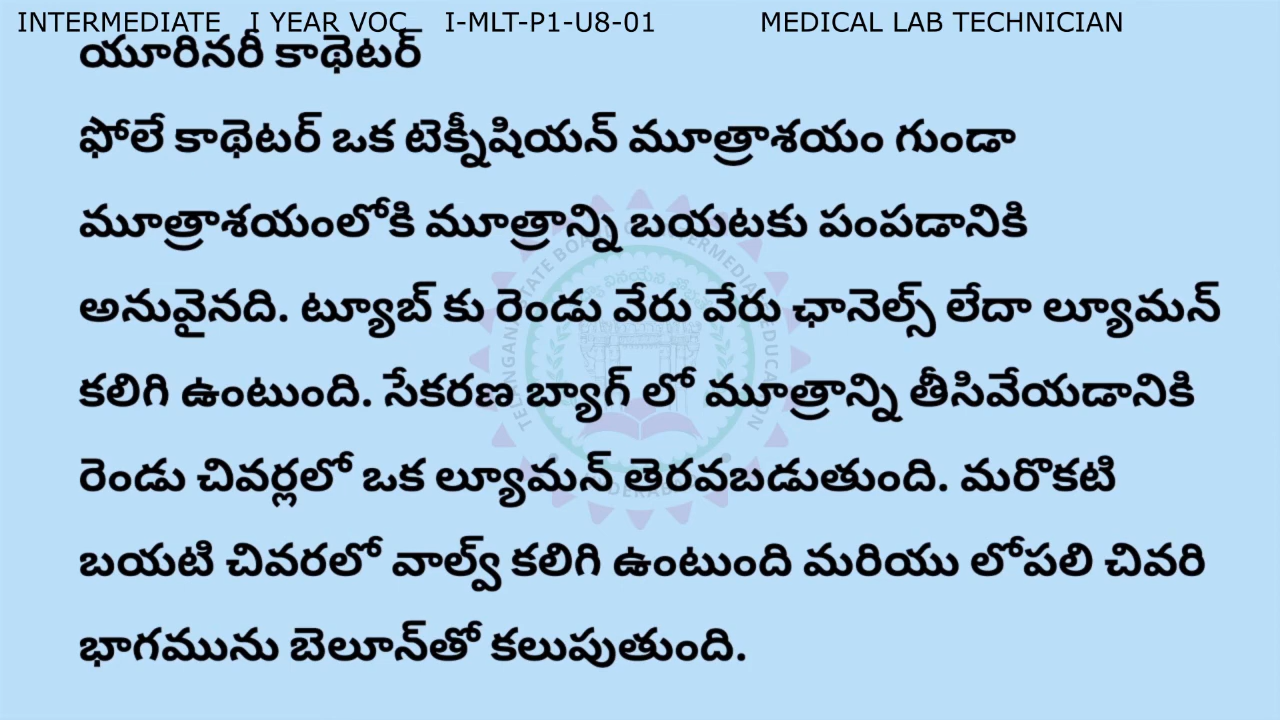 INTERMEDIATE I YEAR VOC I-MLT-P1-U8-01 MEDICAL LAB TECHNICIAN
యూరినరీ కాథెటర్
ఫోలే కాథెటర్ ఒక టెక్నీషియన్ మూత్రాశయం గుండా
మూత్రాశయంలోకి మూత్రాన్ని బయటకు పంపడానికి
అనువైనది. ట్యూబ్ కు రెండు వేరు వేరు ఛానెల్స్ లేదా ల్యూమన్
కలిగి ఉంటుంది. సేకరణ బ్యాగ్ లో మూత్రాన్ని తీసివేయడానికి
రెండు చివర్లలో ఒక ల్యూమన్ తెరవబడుతుంది. మరొకటి
బయటి చివరలో వాల్వ్ కలిగి ఉంటుంది మరియు లోపలి చివరి
భాగమును బెలూన్‌తో కలుపుతుంది.